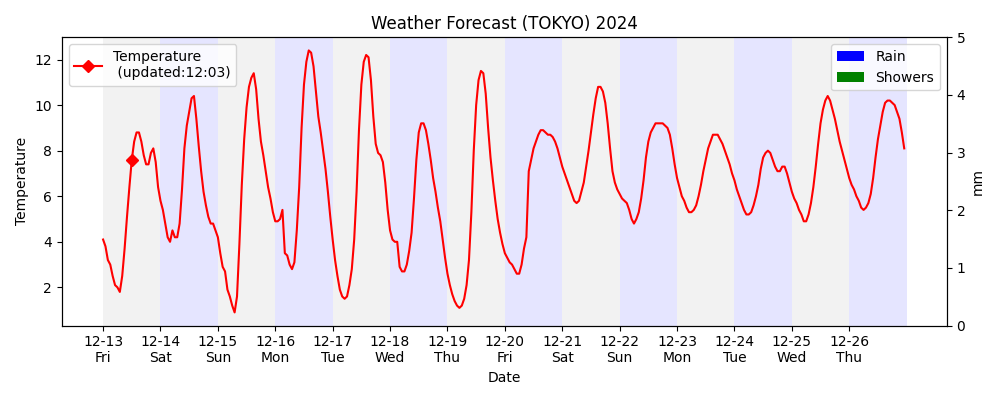 Weather Forecast (TOKYO) 2024
Temperature
(updated:12:03)
Rain
Showers
12
10
8
6
4
2
Temperature
5
4
3
2
1
0
mm
12-13 12-14 12-15 12-16 12-17 12-18 12-19 12-20 12-21 12-22 12-23 12-24 12-25 12-26
Fri Sat Sun Mon Tue Wed Thu Fri Sat Sun Mon Tue Wed Thu
Date